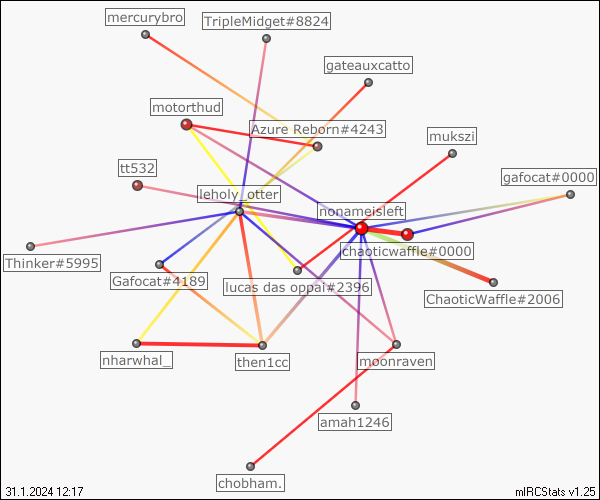 mercurybro
TripleMidget#8824
gateauxcatto
motorthud
Azure Reborn#4243
mukszi
tt532
gafocat#0000
leholy_otter
nonameisleft
chaoticwaffle#0000
Thinker#5995
Gafocat#4189
lucas das oppai#2396
ChaoticWaffle#2006
nharwhal_
then1cc
moonraven
amah1246
chobham.
31.1.2024 12:17
mIRCStats v1.25